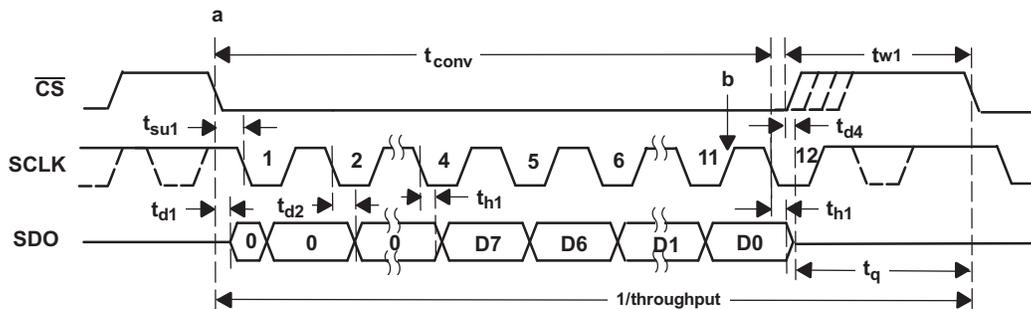 a
t_conv
t_w1
b
C̅S̅
t_su1
t_d4
SCLK
1
2
4
5
6
11
12
t_d1
t_d2
t_h1
t_h1
SDO
0
0
0
D7
D6
D1
D0
t_q
1/throughput